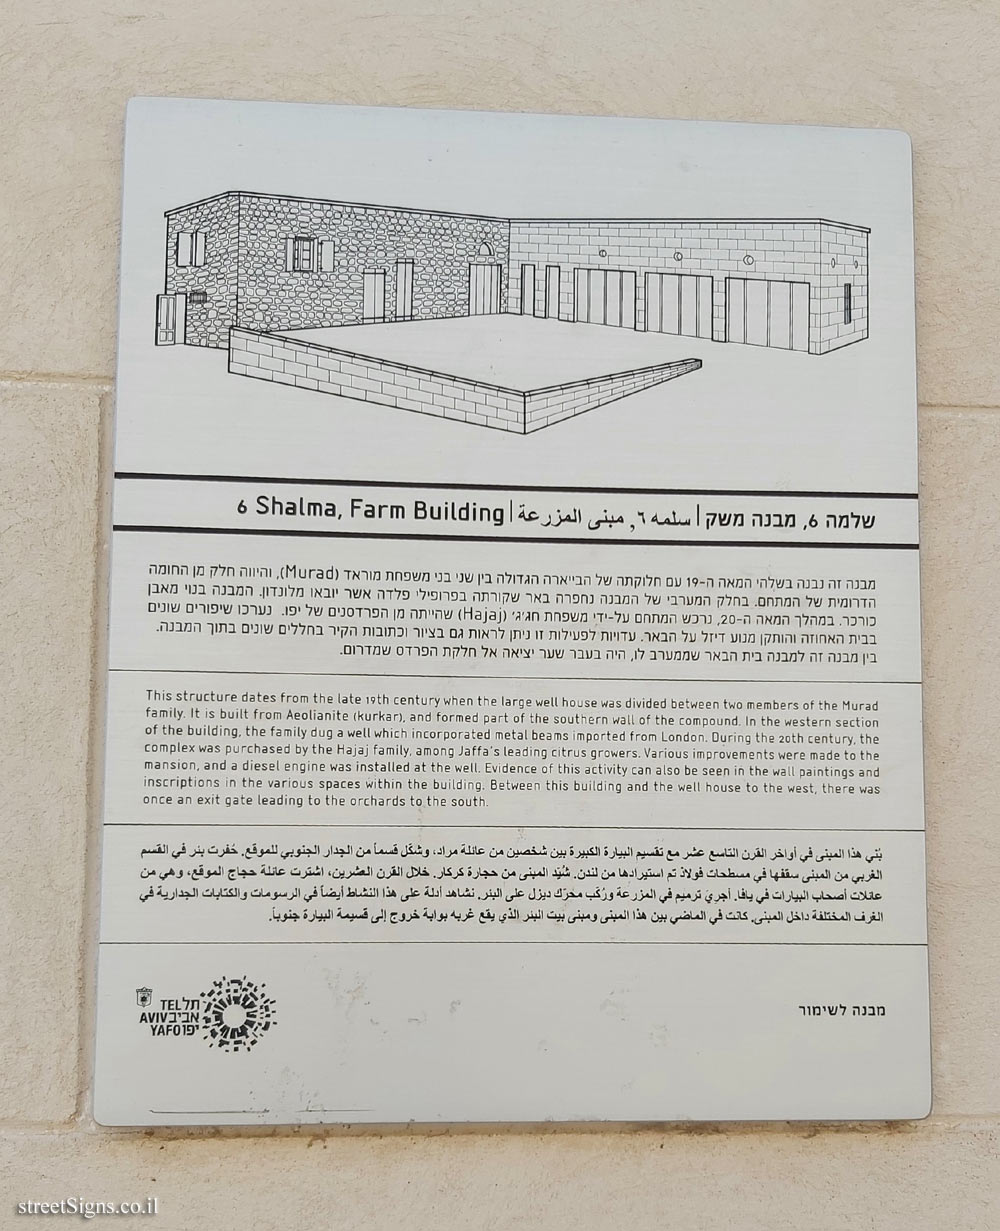 שלמה 6, מבנה משק | سلمه ٦, مبنى المزرعة | 6 Shalma, Farm Building
מבנה זה נבנה בשלהי המאה ה-19 עם חלוקתה של הבייארה הגדולה בין שני בני משפחת מוראד (Murad), והיווה חלק מן החומה
הדרומית של המתחם. בחלק המערבי של המבנה נחפרה באר שקורתה בפרופילי פלדה אשר יובאו מלונדון. המבנה בנוי מאבן
כורכר. במהלך המאה ה-20, נרכש המתחם על-ידי משפחת חג'ג' (Hajaj) שהייתה מן הפרדסנים של יפו. נערכו שיפורים שונים
בבית האחוזה והותקן מנוע דיזל על הבאר. עדויות לפעילות זו ניתן לראות גם בציור וכתובות הקיר בחללים שונים בתוך המבנה.
בין מבנה זה למבנה בית הבאר שממערב לו, היה בעבר שער יציאה אל חלקת הפרדס שמדרום.
This structure dates from the late 19th century when the large well house was divided between two members of the Murad
family. It is built from Aeolianite (kurkar), and formed part of the southern wall of the compound. In the western section
of the building, the family dug a well which incorporated metal beams imported from London. During the 20th century, the
complex was purchased by the Hajaj family, among Jaffa's leading citrus growers. Various improvements were made to the
mansion, and a diesel engine was installed at the well. Evidence of this activity can also be seen in the wall paintings and
inscriptions in the various spaces within the building. Between this building and the well house to the west, there was
once an exit gate leading to the orchards to the south.
بُني هذا المبنى في أواخر القرن التاسع عشر مع تقسيم البيارة الكبيرة بين شخصين من عائلة مراد، وشكّل قسماً من الجدار الجنوبي للموقع. حُفرت بئر في القسم
الغربي من المبنى سقفها في مسطحات فولاذ تم استيرادها من لندن. شُيّد المبنى من حجارة كركار. خلال القرن العشرين، اشترت عائلة حجاج الموقع، وهي من
عائلات أصحاب البيارات في يافا. أجريَ ترميم في المزرعة ورُكّب محرّك ديزل على البئر. نشاهد أدلة على هذا النشاط أيضاً في الرسومات والكتابات الجدارية في
الغرف المختلفة داخل المبنى. كانت في الماضي بين هذا المبنى ومبنى بيت البئر الذي يقع غربه بوابة خروج إلى قسيمة البيارة جنوباً.
מבנה לשימור
TEL תל
AVIV אביב
YAFO יפו
streetSigns.co.il